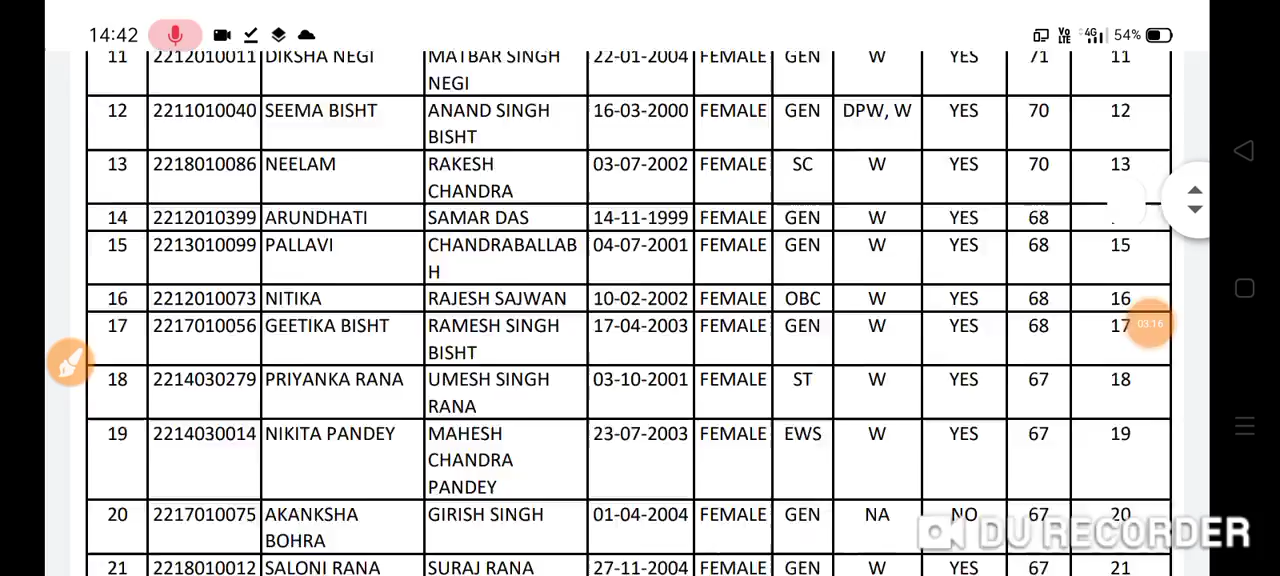 14:42 54%
11 2212010011 DIKSHA NEGI MATBAR SINGH NEGI 22-01-2004 FEMALE GEN W YES 71 11
12 2211010040 SEEMA BISHT ANAND SINGH BISHT 16-03-2000 FEMALE GEN DPW, W YES 70 12
13 2218010086 NEELAM RAKESH CHANDRA 03-07-2002 FEMALE SC W YES 70 13
14 2212010399 ARUNDHATI SAMAR DAS 14-11-1999 FEMALE GEN W YES 68
15 2213010099 PALLAVI CHANDRABALLABH 04-07-2001 FEMALE GEN W YES 68 15
16 2212010073 NITIKA RAJESH SAJWAN 10-02-2002 FEMALE OBC W YES 68 16
17 2217010056 GEETIKA BISHT RAMESH SINGH BISHT 17-04-2003 FEMALE GEN W YES 68 17
03:16
18 2214030279 PRIYANKA RANA UMESH SINGH RANA 03-10-2001 FEMALE ST W YES 67 18
19 2214030014 NIKITA PANDEY MAHESH CHANDRA PANDEY 23-07-2003 FEMALE EWS W YES 67 19
20 2217010075 AKANKSHA BOHRA GIRISH SINGH 01-04-2004 FEMALE GEN NA NO 67 20
DU RECORDER
21 2218010012 SALONI RANA SURAJ RANA 27-11-2004 FEMALE GEN W YES 67 21